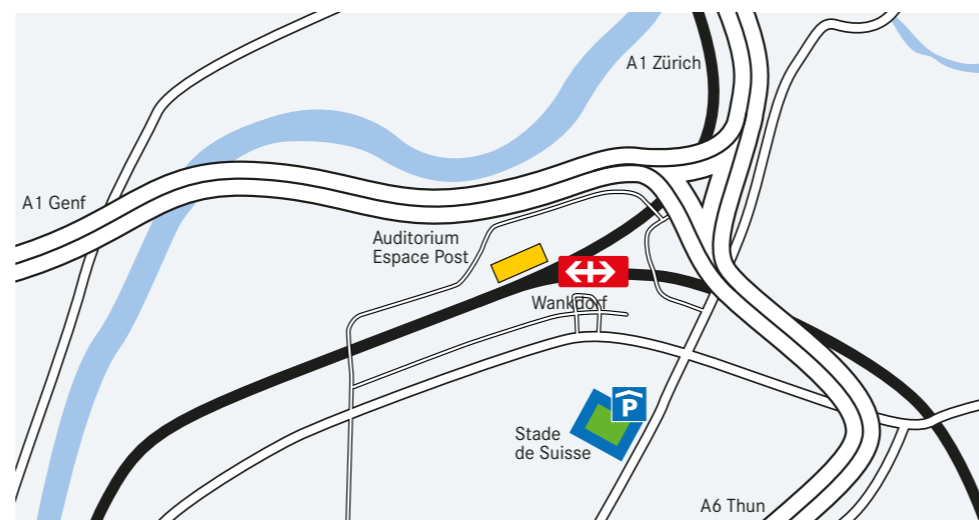 A1 Zürich
A1 Genf
Auditorium
Espace Post
Wankdorf
P
Stade
de Suisse
A6 Thun